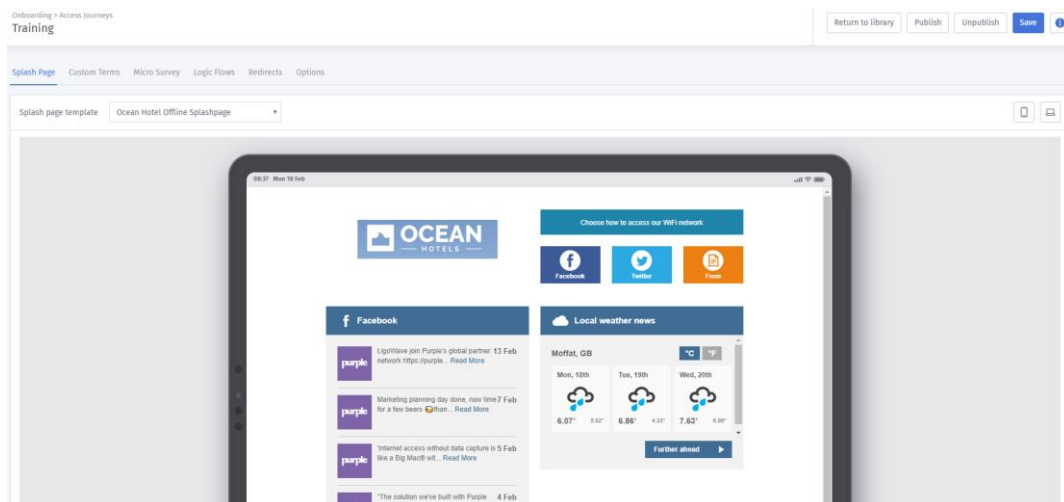 Onboarding > Access Journeys
Training
Return to library Publish Unpublish Save
Splash Page Custom Terms Micro Survey Logic Flows Redirects Options
Splash page template Ocean Hotel Offline Splashpage
08:37 Mon 18 Feb
OCEAN
HOTELS
Choose how to access our WiFi network
Facebook Twitter Form
Facebook
LigoWave join Purple's global partner 13 Feb
network https //purple... Read More
purple
Marketing planning day done, now time 7 Feb
for a few beers 🍺than... Read More
purple
'Internet access without data capture is 5 Feb
like a Big Mac® wit... Read More
purple
"The solution we've built with Purple 4 Feb
Local weather news
Moffat, GB °C °F
Mon, 18th Tue, 19th Wed, 20th
6.07° 6.86° 7.63°
Further ahead